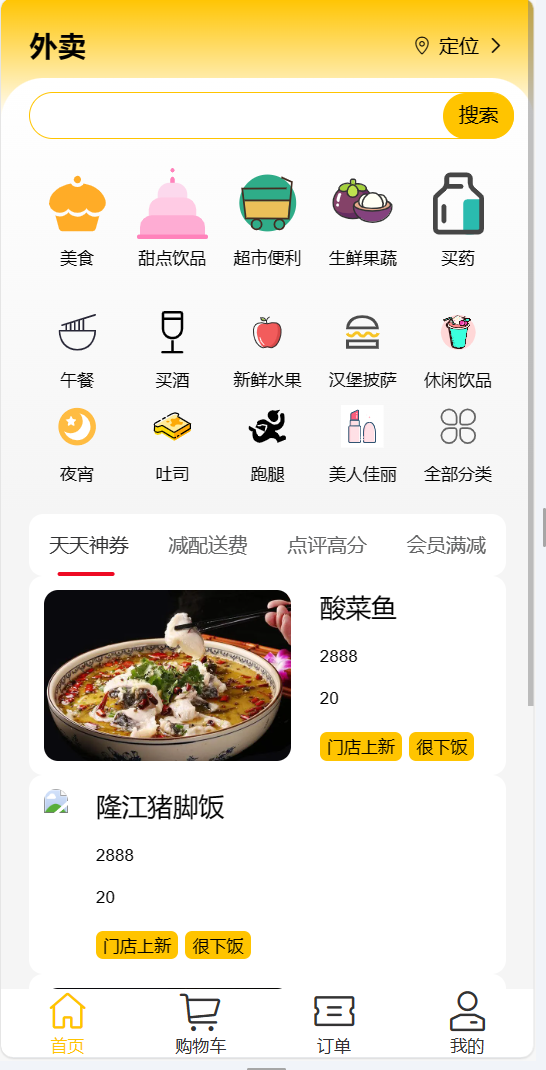 外卖 定位
搜索
美食 甜点饮品 超市便利 生鲜果蔬 买药
午餐 买酒 新鲜水果 汉堡披萨 休闲饮品
夜宵 吐司 跑腿 美人佳丽 全部分类
天天神券 减配送费 点评高分 会员满减
酸菜鱼
2888
20
门店上新 很下饭
隆江猪脚饭
2888
20
门店上新 很下饭
首页 购物车 订单 我的